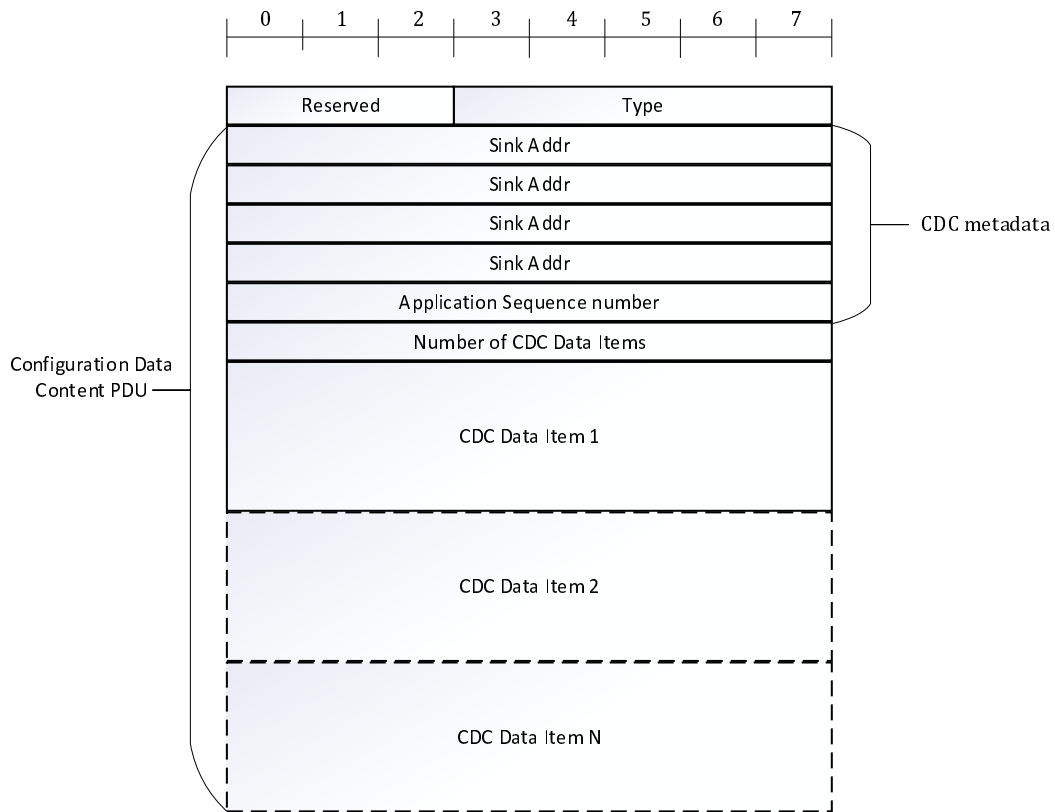 0 1 2 3 4 5 6 7
Reserved Type
Sink Addr
Sink Addr
Sink Addr
CDC metadata
Sink Addr
Application Sequence number
Number of CDC Data Items
Configuration Data
Content PDU
CDC Data Item 1
CDC Data Item 2
CDC Data Item N